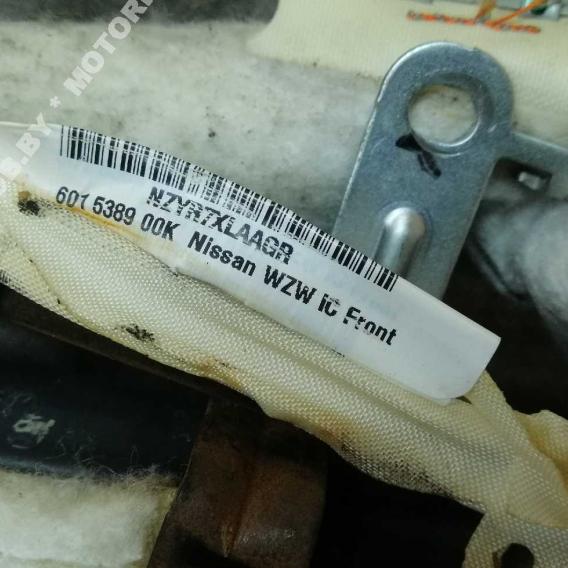 NZYR7XLAAGR
601 5389 00K Nissan WZW IC Front